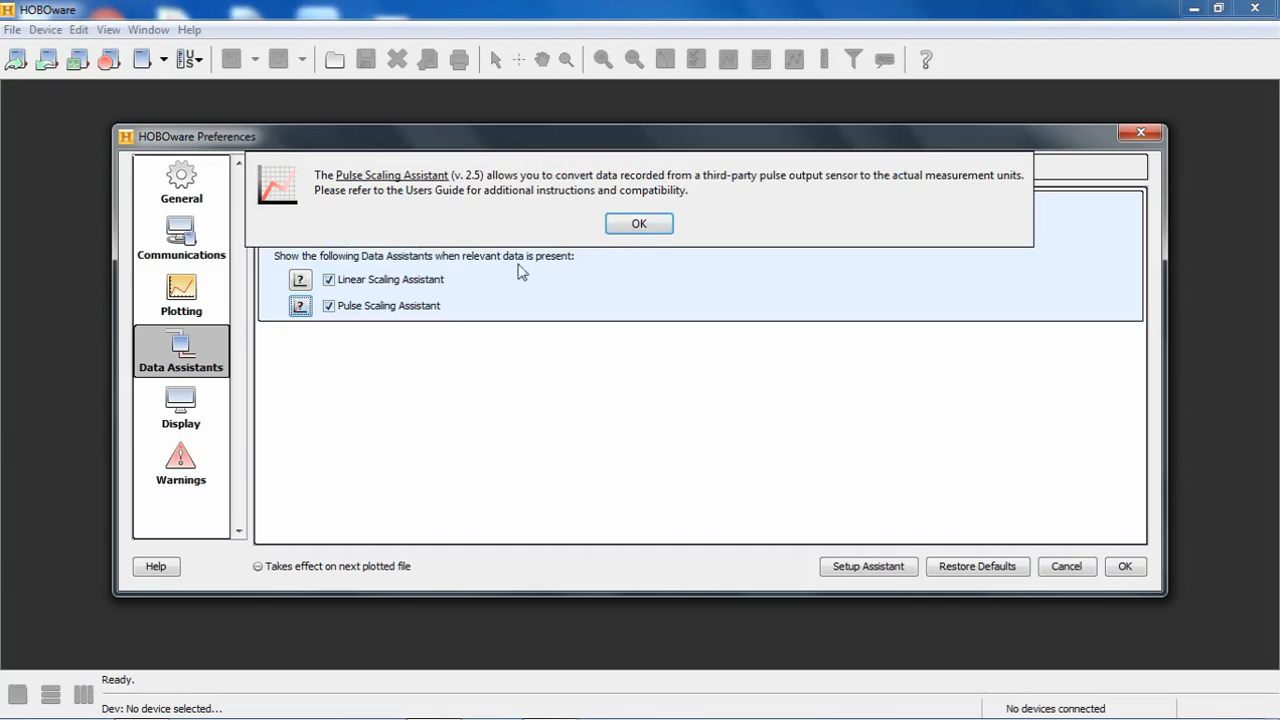 HOBOware
File Device Edit View Window Help
HOBOware Preferences
The Pulse Scaling Assistant (v. 2.5) allows you to convert data recorded from a third-party pulse output sensor to the actual measurement units.
Please refer to the Users Guide for additional instructions and compatibility.
OK
General
Communications
Plotting
Data Assistants
Display
Warnings
Show the following Data Assistants when relevant data is present:
Linear Scaling Assistant
Pulse Scaling Assistant
Help
Takes effect on next plotted file
Setup Assistant Restore Defaults Cancel OK
Ready.
Dev: No device selected... No devices connected